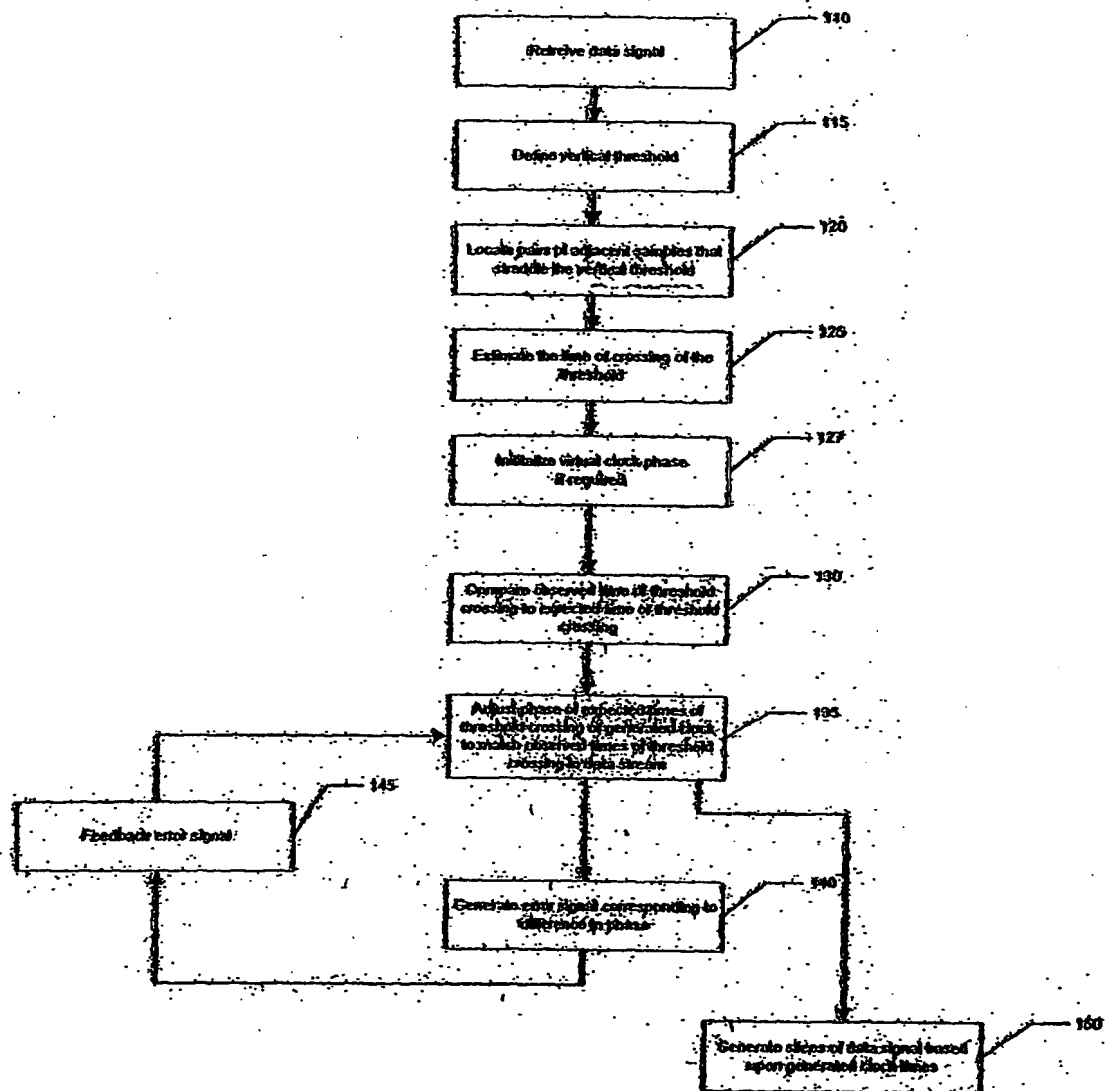 Retreive data signal
110
Define vertical threshold
115
Locate pairs of adjacent samples that
straddle the vertical threshold
120
Estimate the time of crossing of the
threshold
125
Initialize virtual clock phase
if required
127
Compare observed time of threshold
crossing to expected time of threshold
crossing
130
Adjust phase of expected times of
threshold crossing of generated clock
to match observed times of threshold
crossing in data stream
135
Feedback error signal
145
Generate error signal corresponding to
difference in phase
140
Generate slices of data signal based
upon generated clock times